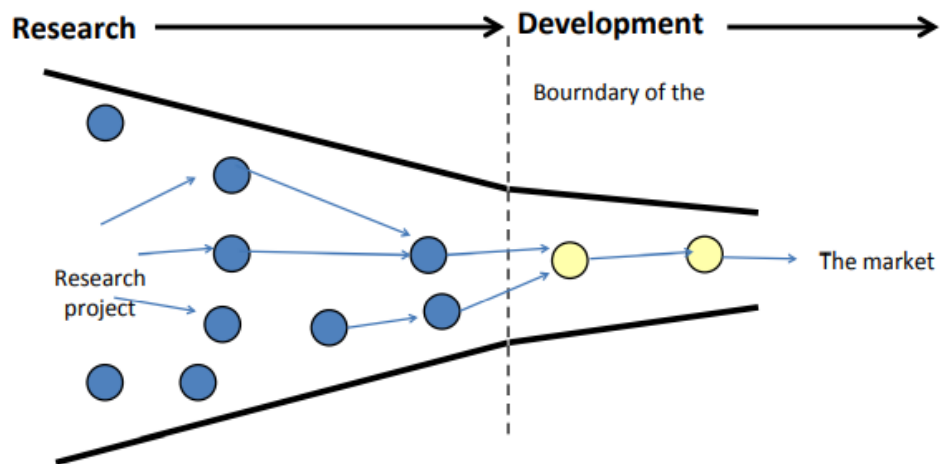 Research
Development
Bourndary of the
Research
project
The market